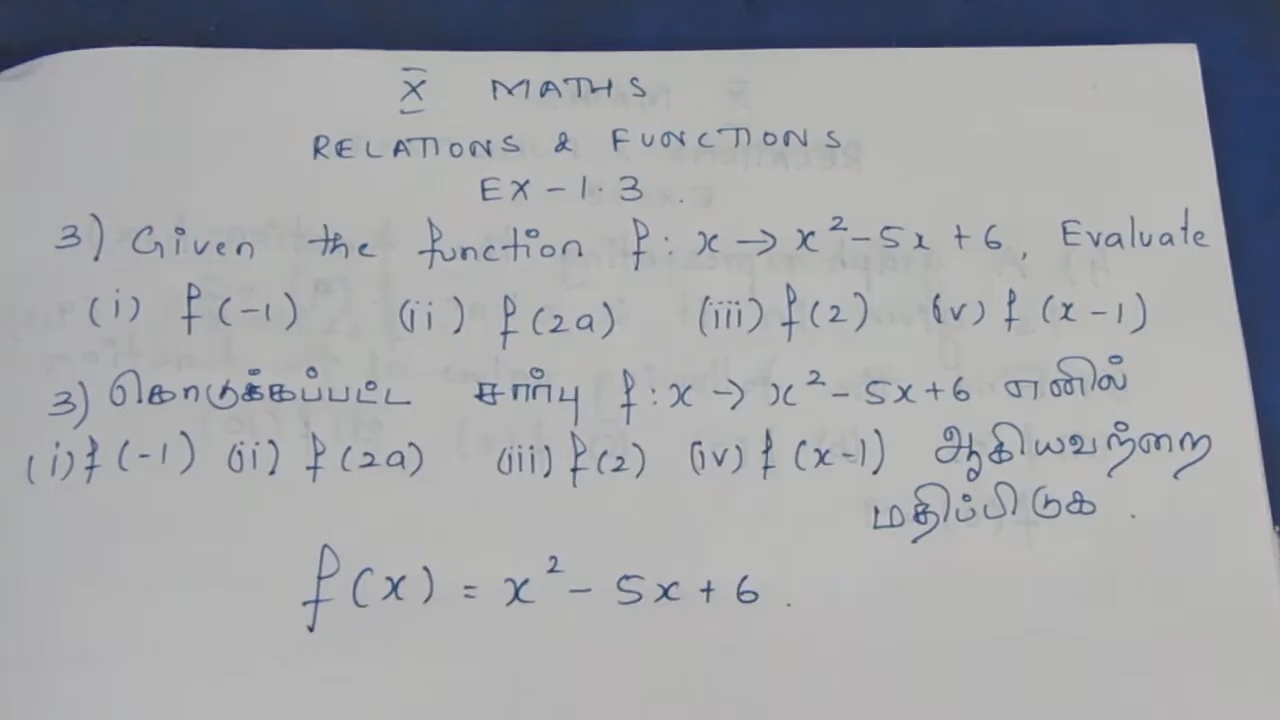 X MATHS
RELATIONS & FUNCTIONS
EX - 1.3.
3) Given the function f : x → x² - 5x + 6, Evaluate
(i) f(-1) (ii) f(2a) (iii) f(2) (iv) f(x - 1)
3) கொடுக்கப்பட்ட சார்பு f : x → x² - 5x + 6 எனில்
(i) f(-1) (ii) f(2a) (iii) f(2) (iv) f(x-1) ஆகியவற்றை
மதிப்பிடுக.
f(x) = x² - 5x + 6.